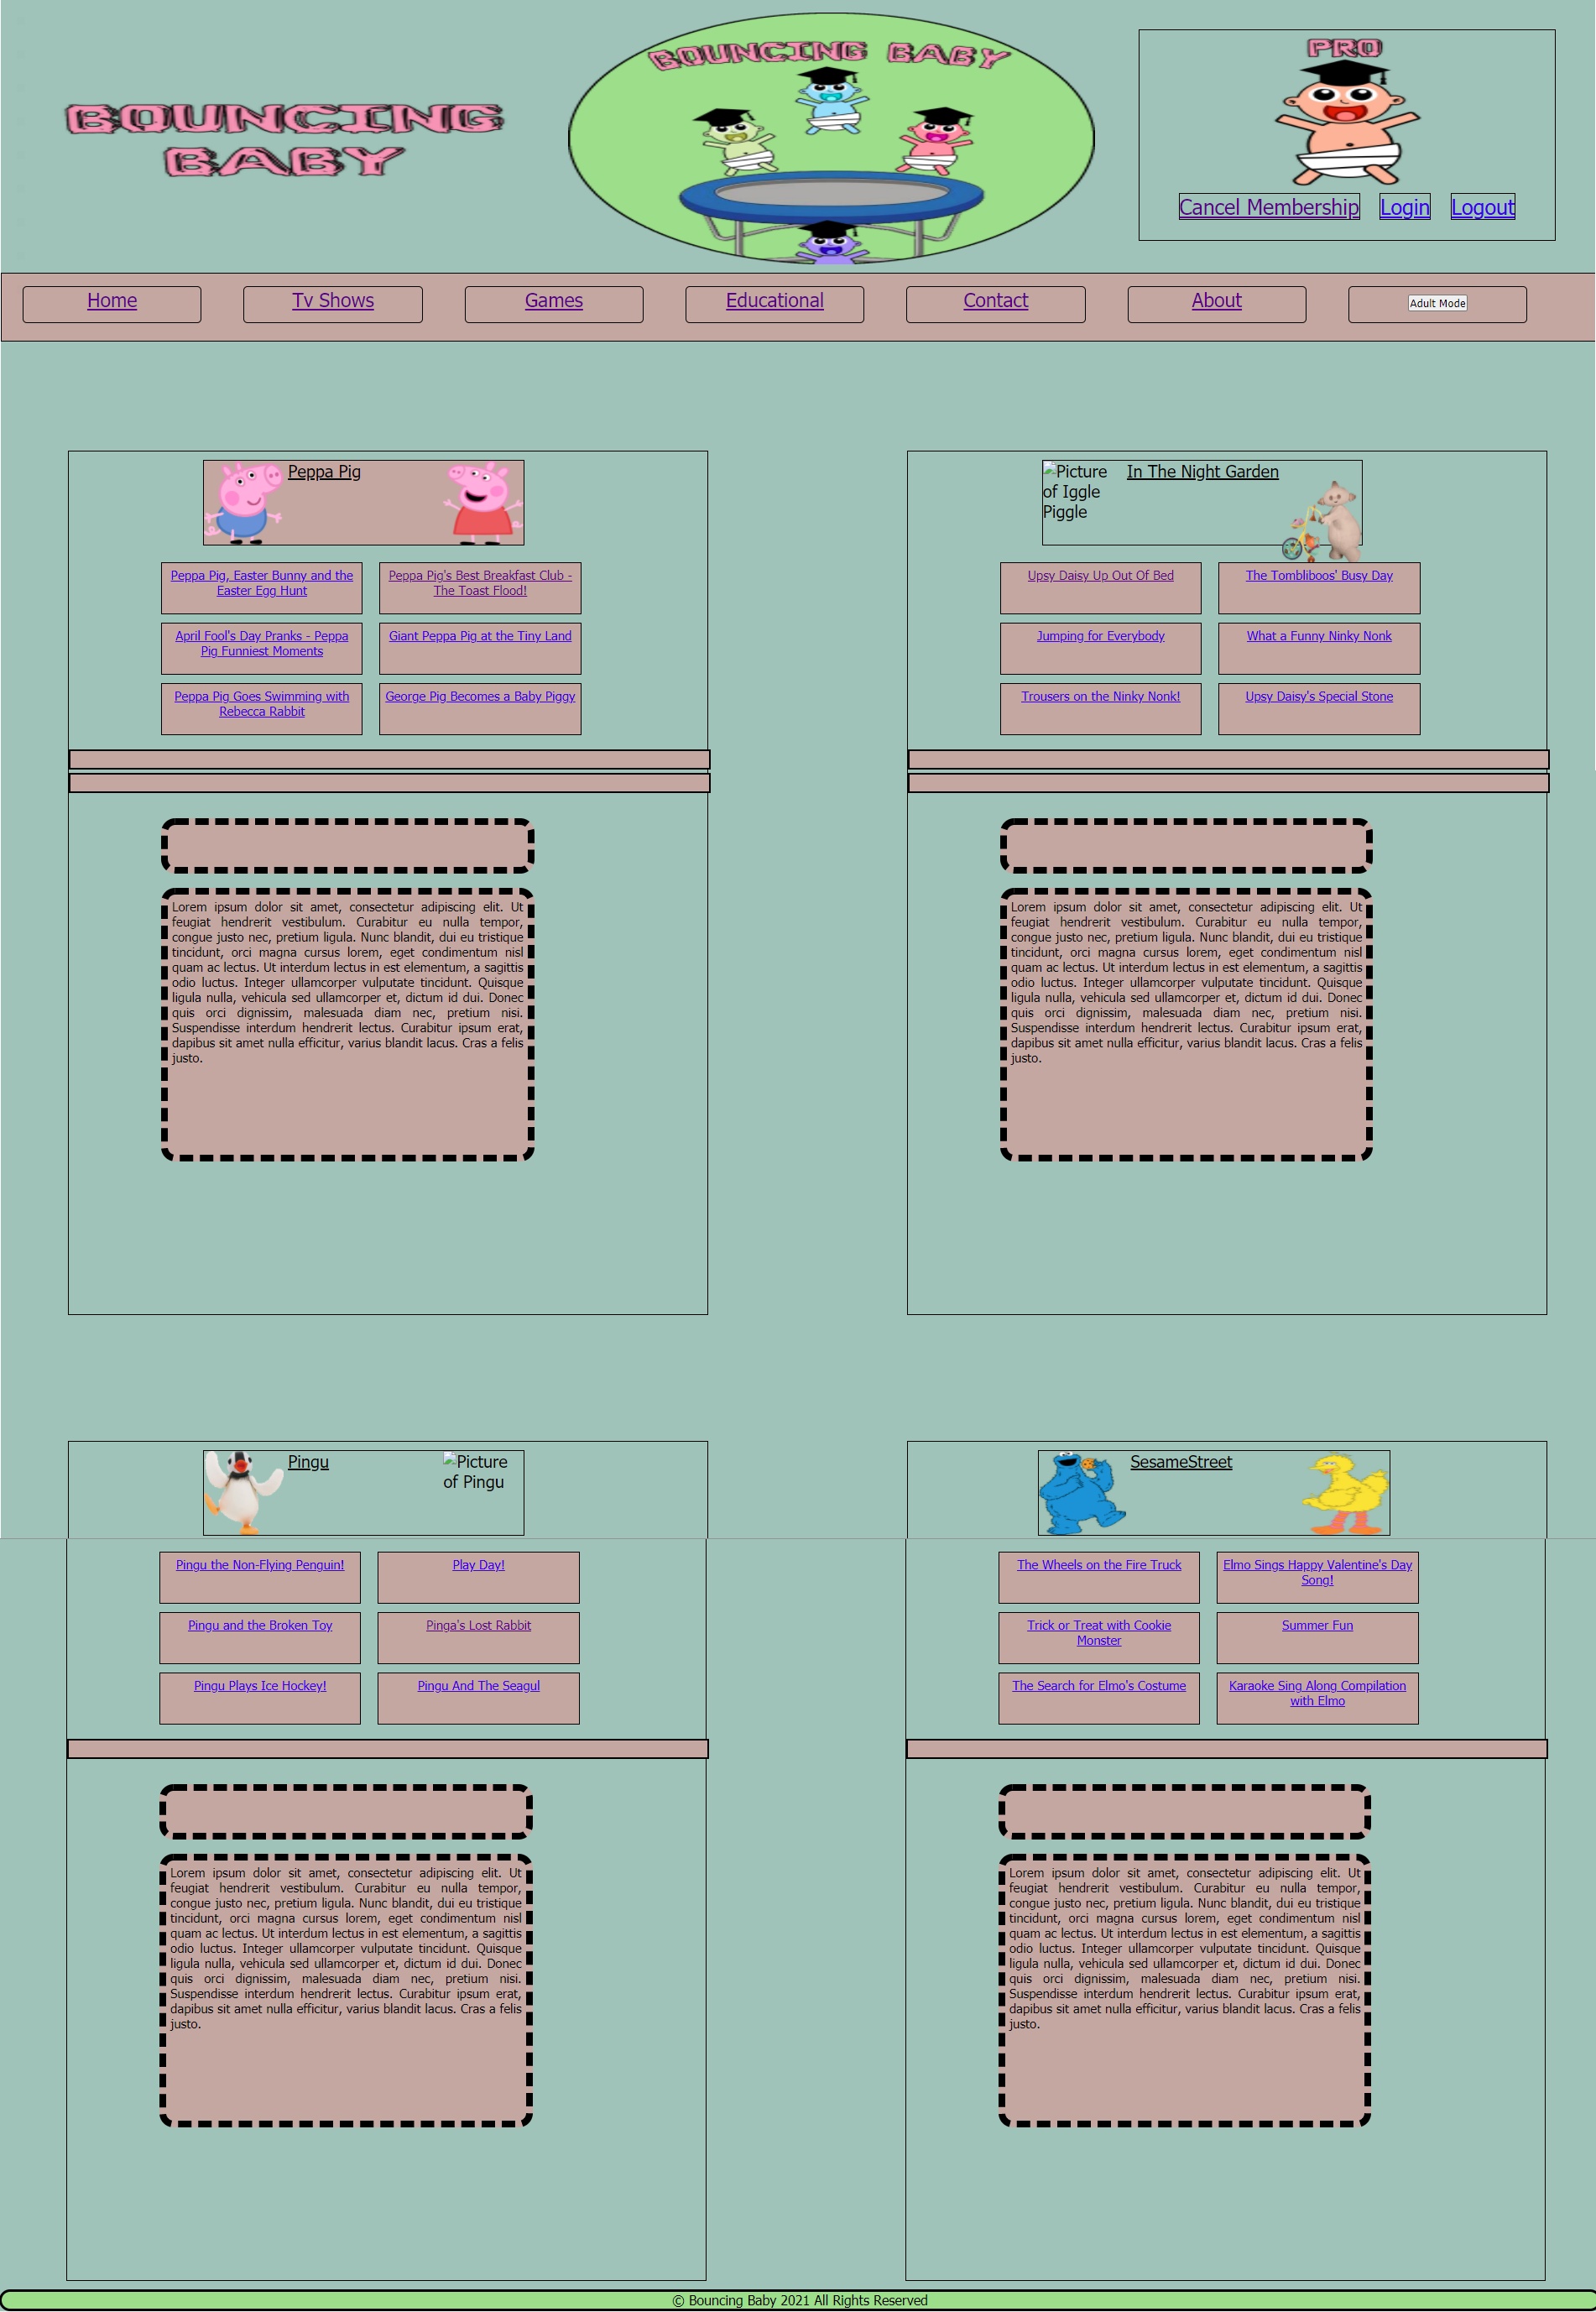 BOUNCING
BABY
BOUNCING BABY
PRO
Cancel Membership Login Logout
Home Tv Shows Games Educational Contact About Adult Mode
Peppa Pig
Peppa Pig, Easter Bunny and the
Easter Egg Hunt
Peppa Pig's Best Breakfast Club -
The Toast Flood!
April Fool's Day Pranks - Peppa
Pig Funniest Moments
Giant Peppa Pig at the Tiny Land
Peppa Pig Goes Swimming with
Rebecca Rabbit
George Pig Becomes a Baby Piggy
Lorem ipsum dolor sit amet, consectetur adipiscing elit. Ut
feugiat hendrerit vestibulum. Curabitur eu nulla tempor,
congue justo nec, pretium ligula. Nunc blandit, dui eu tristique
tincidunt, orci magna cursus lorem, eget condimentum nisl
quam ac lectus. Ut interdum lectus in est elementum, a sagittis
odio luctus. Integer ullamcorper vulputate tincidunt. Quisque
ligula nulla, vehicula sed ullamcorper et, dictum id dui. Donec
quis orci dignissim, malesuada diam nec, pretium nisi.
Suspendisse interdum hendrerit lectus. Curabitur ipsum erat,
dapibus sit amet nulla efficitur, varius blandit lacus. Cras a felis
justo.
Picture
of Iggle
Piggle
In The Night Garden
Upsy Daisy Up Out Of Bed
The Tombliboos' Busy Day
Jumping for Everybody
What a Funny Ninky Nonk
Trousers on the Ninky Nonk!
Upsy Daisy's Special Stone
Lorem ipsum dolor sit amet, consectetur adipiscing elit. Ut
feugiat hendrerit vestibulum. Curabitur eu nulla tempor,
congue justo nec, pretium ligula. Nunc blandit, dui eu tristique
tincidunt, orci magna cursus lorem, eget condimentum nisl
quam ac lectus. Ut interdum lectus in est elementum, a sagittis
odio luctus. Integer ullamcorper vulputate tincidunt. Quisque
ligula nulla, vehicula sed ullamcorper et, dictum id dui. Donec
quis orci dignissim, malesuada diam nec, pretium nisi.
Suspendisse interdum hendrerit lectus. Curabitur ipsum erat,
dapibus sit amet nulla efficitur, varius blandit lacus. Cras a felis
justo.
Pingu
Picture
of Pingu
Pingu the Non-Flying Penguin!
Play Day!
Pingu and the Broken Toy
Pinga's Lost Rabbit
Pingu Plays Ice Hockey!
Pingu And The Seagul
Lorem ipsum dolor sit amet, consectetur adipiscing elit. Ut
feugiat hendrerit vestibulum. Curabitur eu nulla tempor,
congue justo nec, pretium ligula. Nunc blandit, dui eu tristique
tincidunt, orci magna cursus lorem, eget condimentum nisl
quam ac lectus. Ut interdum lectus in est elementum, a sagittis
odio luctus. Integer ullamcorper vulputate tincidunt. Quisque
ligula nulla, vehicula sed ullamcorper et, dictum id dui. Donec
quis orci dignissim, malesuada diam nec, pretium nisi.
Suspendisse interdum hendrerit lectus. Curabitur ipsum erat,
dapibus sit amet nulla efficitur, varius blandit lacus. Cras a felis
justo.
SesameStreet
The Wheels on the Fire Truck
Elmo Sings Happy Valentine's Day
Song!
Trick or Treat with Cookie
Monster
Summer Fun
The Search for Elmo's Costume
Karaoke Sing Along Compilation
with Elmo
Lorem ipsum dolor sit amet, consectetur adipiscing elit. Ut
feugiat hendrerit vestibulum. Curabitur eu nulla tempor,
congue justo nec, pretium ligula. Nunc blandit, dui eu tristique
tincidunt, orci magna cursus lorem, eget condimentum nisl
quam ac lectus. Ut interdum lectus in est elementum, a sagittis
odio luctus. Integer ullamcorper vulputate tincidunt. Quisque
ligula nulla, vehicula sed ullamcorper et, dictum id dui. Donec
quis orci dignissim, malesuada diam nec, pretium nisi.
Suspendisse interdum hendrerit lectus. Curabitur ipsum erat,
dapibus sit amet nulla efficitur, varius blandit lacus. Cras a felis
justo.
© Bouncing Baby 2021 All Rights Reserved